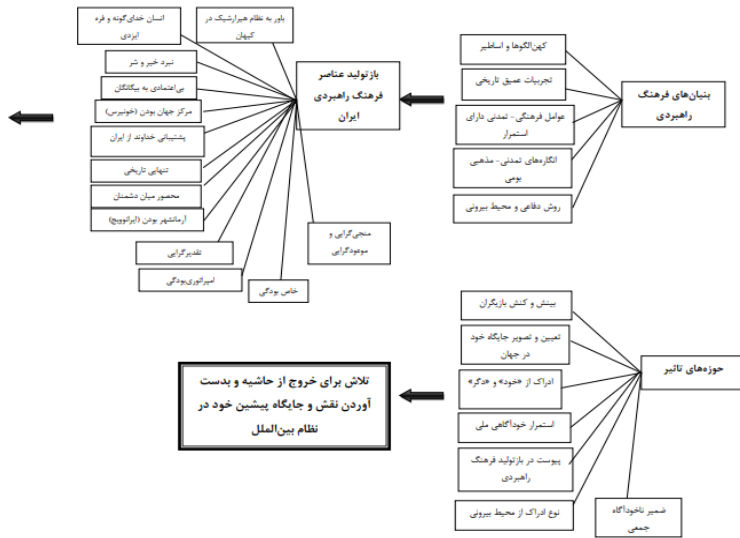 بنیان‌های فرهنگ
راهبردی
کهن‌الگوها و اساطیر
تجربیات عمیق تاریخی
عوامل فرهنگی- تمدنی دارای
استمرار
انگاره‌های تمدنی- مذهبی
بومی
روش دفاعی و محیط بیرونی
بازتولید عناصر
فرهنگ راهبردی
ایران
باور به نظام هیرارشیک در
کیهان
انسان خدای‌گونه و فره
ایزدی
نبرد خیر و شر
بی‌اعتمادی به بیگانگان
مرکز جهان بودن (خونیرس)
پشتیبانی خداوند از ایران
تنهایی تاریخی
محصور میان دشمنان
آرمانشهر بودن (ایرانوویچ)
تقدیرگرایی
امپراتوری‌بودگی
خاص بودگی
منجی‌گرایی و
موعودگرایی
حوزه‌های تاثیر
بینش و کنش بازیگران
تعیین و تصویر جایگاه خود
در جهان
ادراک از «خود» و «دگر»
استمرار خودآگاهی ملی
پیوست در بازتولید فرهنگ
راهبردی
نوع ادراک از محیط بیرونی
ضمیر ناخودآگاه
جمعی
تلاش برای خروج از حاشیه و بدست
آوردن نقش و جایگاه پیشین خود در
نظام بین‌الملل